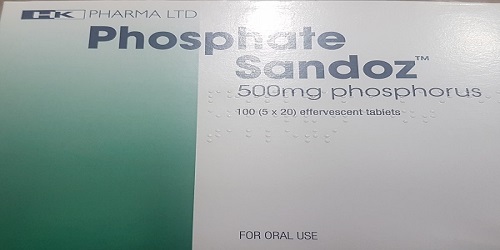 HK PHARMA LTD
Phosphate
Sandoz™
500mg phosphorus
100 (5 x 20) effervescent tablets
FOR ORAL USE